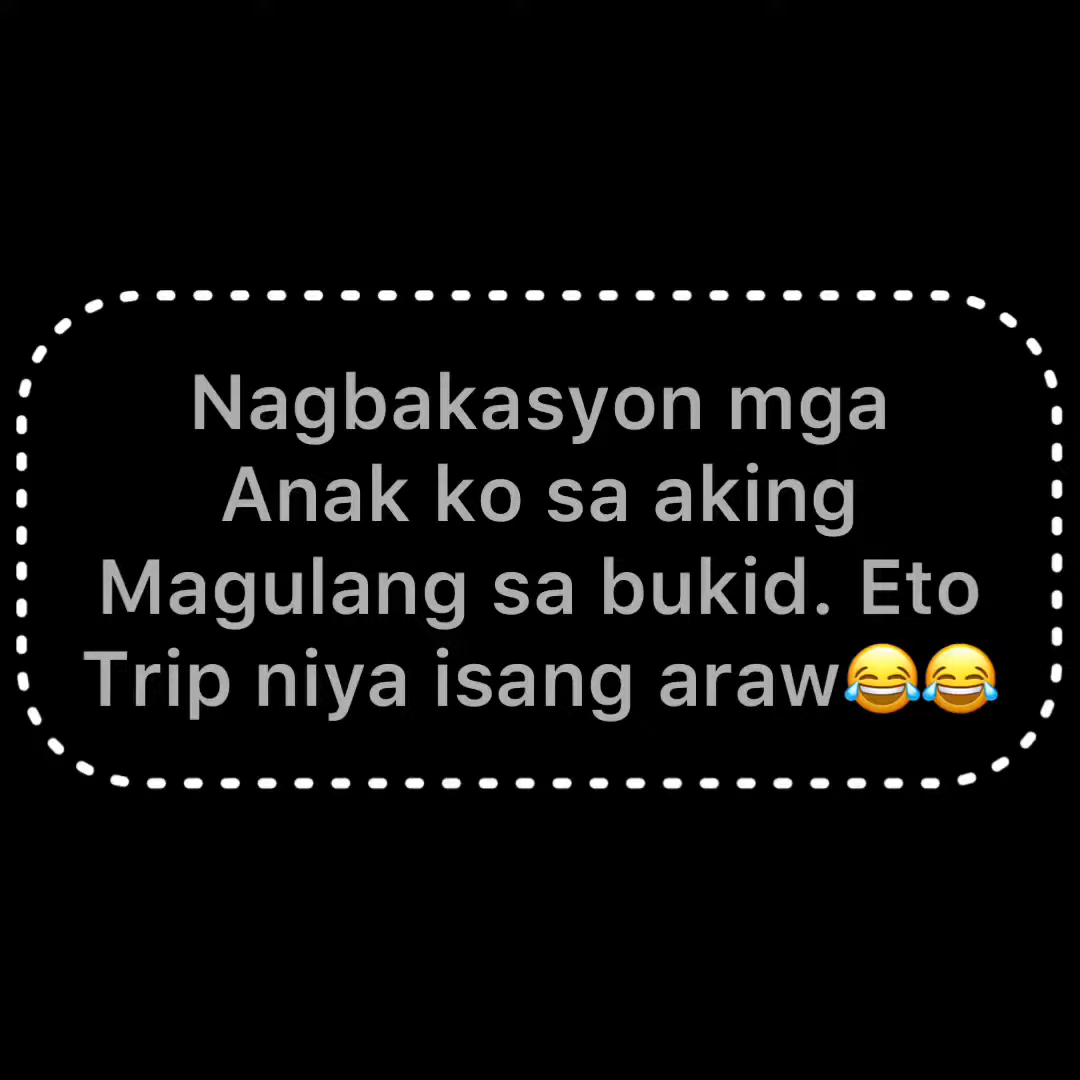 Nagbakasyon mga
Anak ko sa aking
Magulang sa bukid. Eto
Trip niya isang araw😂😂